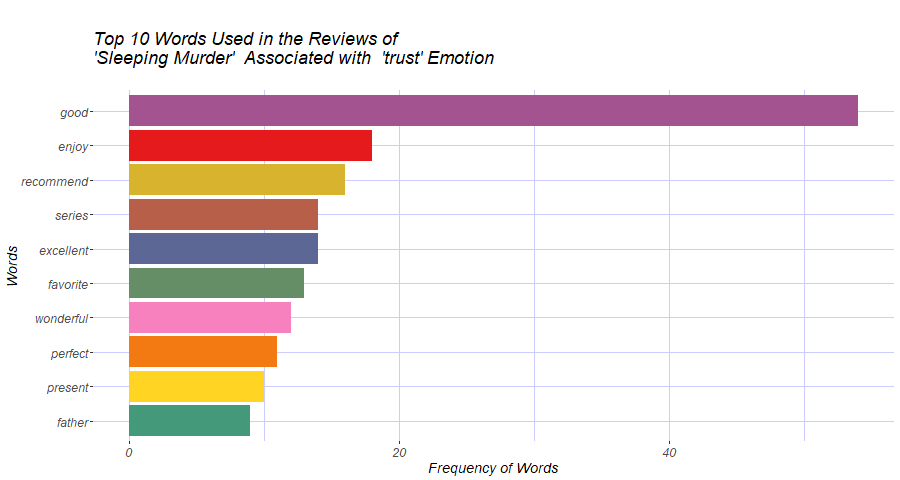 Top 10 Words Used in the Reviews of
'Sleeping Murder'  Associated with  'trust' Emotion
Words
good
enjoy
recommend
series
excellent
favorite
wonderful
perfect
present
father
0 20 40
Frequency of Words